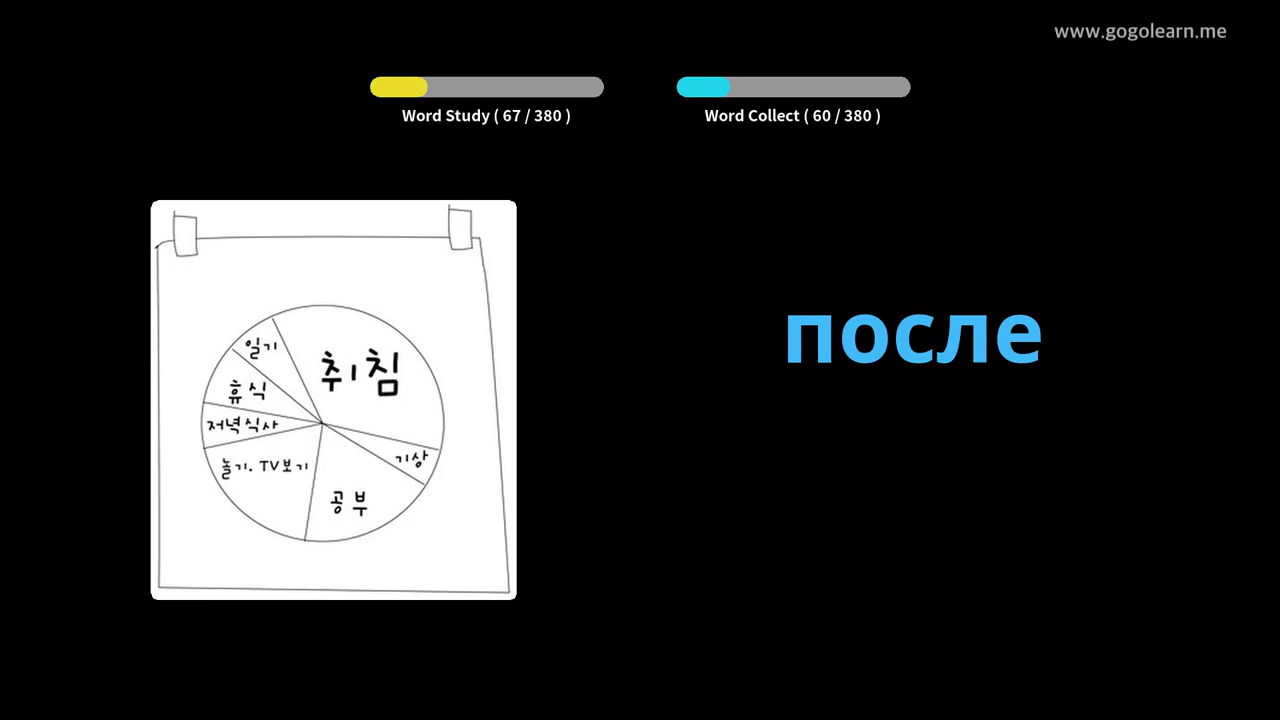 www.gogolearn.me
Word Study ( 67 / 380 )
Word Collect ( 60 / 380 )
일기
취침
휴식
저녁식사
놀기. TV보기
기상
공부
после